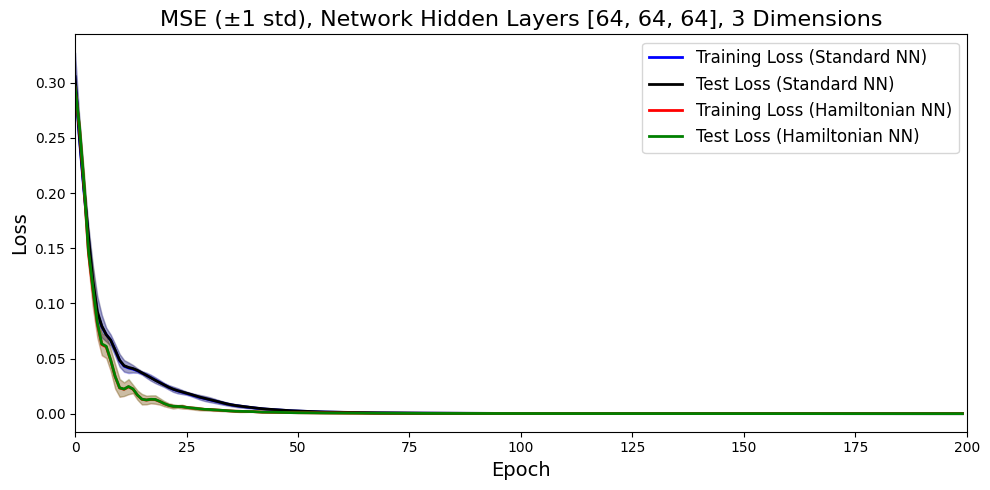 MSE (±1 std), Network Hidden Layers [64, 64, 64], 3 Dimensions
Training Loss (Standard NN)
Test Loss (Standard NN)
Training Loss (Hamiltonian NN)
Test Loss (Hamiltonian NN)
Loss
0.30
0.25
0.20
0.15
0.10
0.05
0.00
0 25 50 75 100 125 150 175 200
Epoch